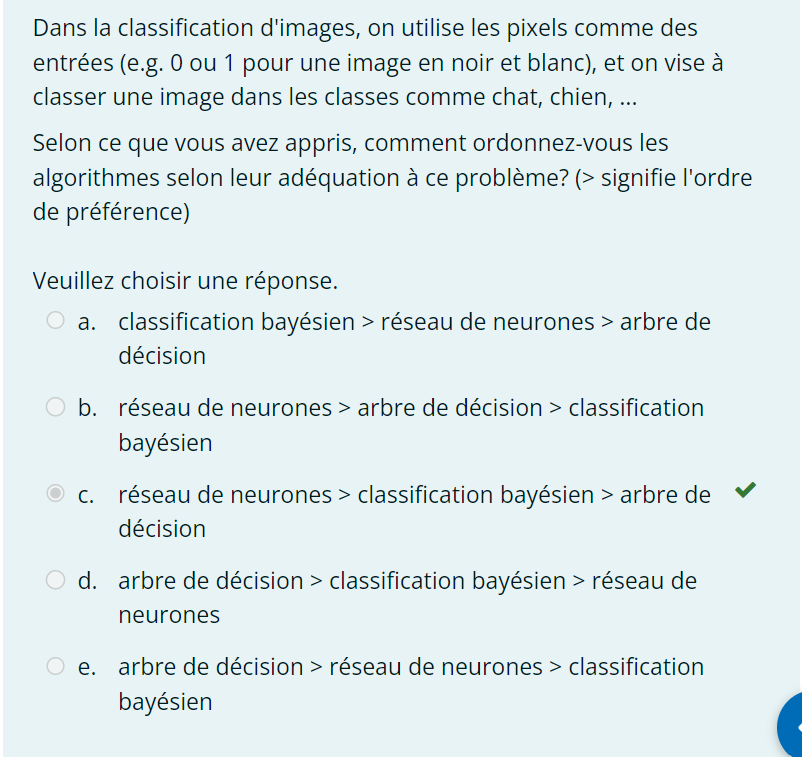 Dans la classification d'images, on utilise les pixels comme des
entrées (e.g. 0 ou 1 pour une image en noir et blanc), et on vise à
classer une image dans les classes comme chat, chien, ...
Selon ce que vous avez appris, comment ordonnez-vous les
algorithmes selon leur adéquation à ce problème? (> signifie l'ordre
de préférence)
Veuillez choisir une réponse.
a. classification bayésien > réseau de neurones > arbre de
décision
b. réseau de neurones > arbre de décision > classification
bayésien
c. réseau de neurones > classification bayésien > arbre de
décision
d. arbre de décision > classification bayésien > réseau de
neurones
e. arbre de décision > réseau de neurones > classification
bayésien